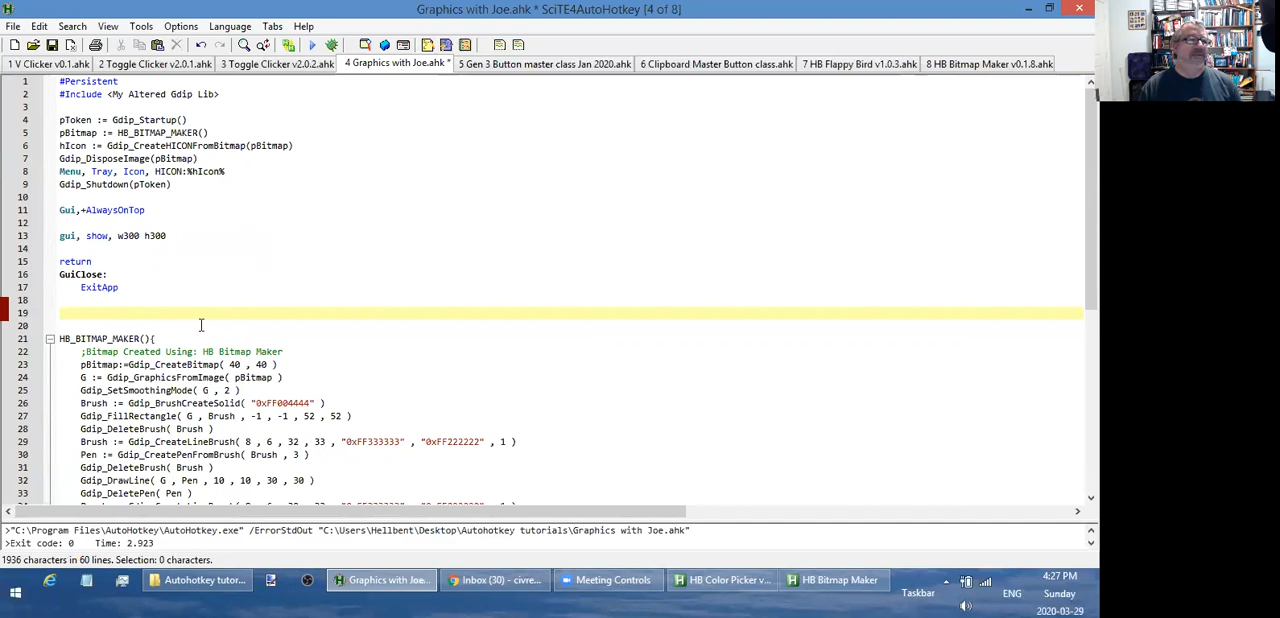 Graphics with Joe.ahk * SciTE4AutoHotkey [4 of 8]
File Edit Search View Tools Options Language Tabs Help
1 V Clicker v0.1.ahk 2 Toggle Clicker v2.0.1.ahk 3 Toggle Clicker v2.0.2.ahk 4 Graphics with Joe.ahk * 5 Gen 3 Button master class Jan 2020.ahk 6 Clipboard Master Button class.ahk 7 HB Flappy Bird v1.0.3.ahk 8 HB Bitmap Maker v0.1.8.ahk
1 #Persistent
2 #Include <My Altered Gdip Lib>
3
4 pToken := Gdip_Startup()
5 pBitmap := HB_BITMAP_MAKER()
6 hIcon := Gdip_CreateHICONFromBitmap(pBitmap)
7 Gdip_DisposeImage(pBitmap)
8 Menu, Tray, Icon, HICON:%hIcon%
9 Gdip_Shutdown(pToken)
10
11 Gui,+AlwaysOnTop
12
13 gui, show, w300 h300
14
15 return
16 GuiClose:
17 ExitApp
18
19
20
21 HB_BITMAP_MAKER(){
22 ;Bitmap Created Using: HB Bitmap Maker
23 pBitmap:=Gdip_CreateBitmap( 40 , 40 )
24 G := Gdip_GraphicsFromImage( pBitmap )
25 Gdip_SetSmoothingMode( G , 2 )
26 Brush := Gdip_BrushCreateSolid( "0xFF004444" )
27 Gdip_FillRectangle( G , Brush , -1 , -1 , 52 , 52 )
28 Gdip_DeleteBrush( Brush )
29 Brush := Gdip_CreateLineBrush( 8 , 6 , 32 , 33 , "0xFF333333" , "0xFF222222" , 1 )
30 Pen := Gdip_CreatePenFromBrush( Brush , 3 )
31 Gdip_DeleteBrush( Brush )
32 Gdip_DrawLine( G , Pen , 10 , 10 , 30 , 30 )
33 Gdip_DeletePen( Pen )
>"C:\Program Files\AutoHotkey\AutoHotkey.exe" /ErrorStdOut "C:\Users\Hellbent\Desktop\Autohotkey tutorials\Graphics with Joe.ahk"
>Exit code: 0 Time: 2.923
1936 characters in 60 lines. Selection: 0 characters.
Autohotkey tutor... Graphics with Joe... Inbox (30) - civre... Meeting Controls HB Color Picker v... HB Bitmap Maker
Taskbar
ENG
4:27 PM
Sunday
2020-03-29